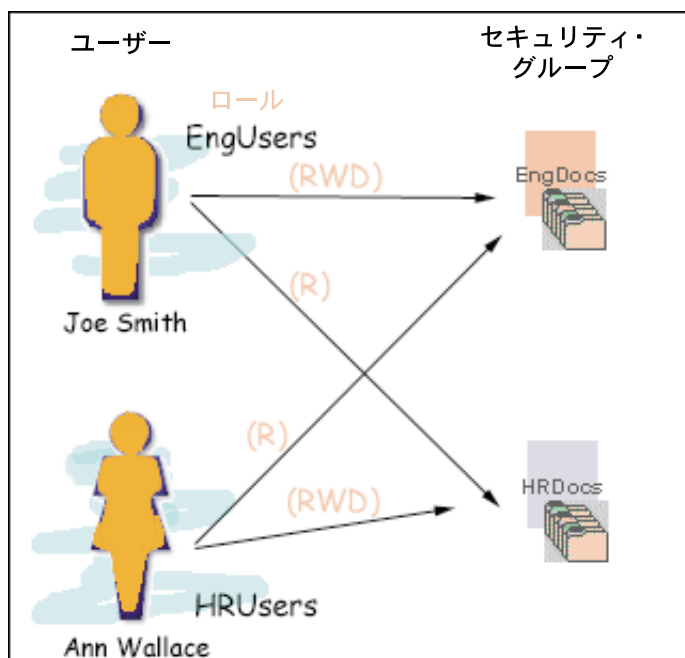 ユーザー
セキュリティ・
グループ
ロール
EngUsers
(RWD)
EngDocs
(R)
Joe Smith
(R)
(RWD)
HRDocs
HRUsers
Ann Wallace